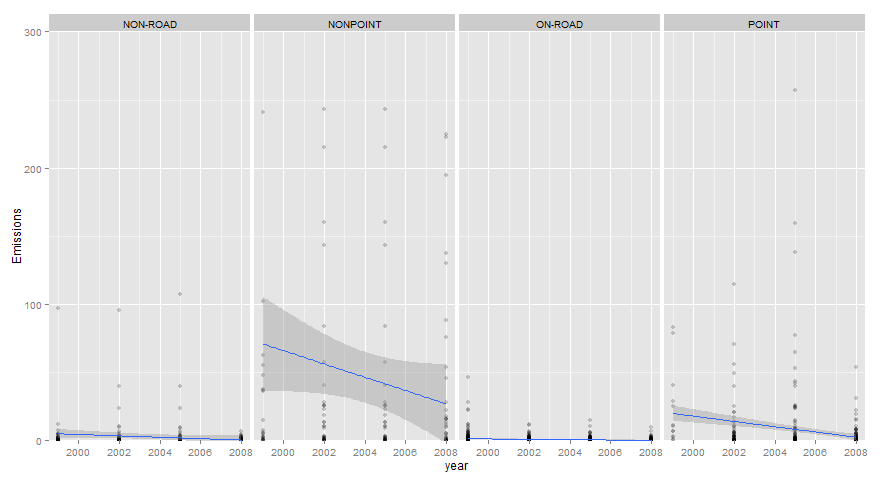 NON-ROAD NONPOINT ON-ROAD POINT
300
200
100
0
Emissions
2000 2002 2004 2006 2008 2000 2002 2004 2006 2008 2000 2002 2004 2006 2008 2000 2002 2004 2006 2008
year